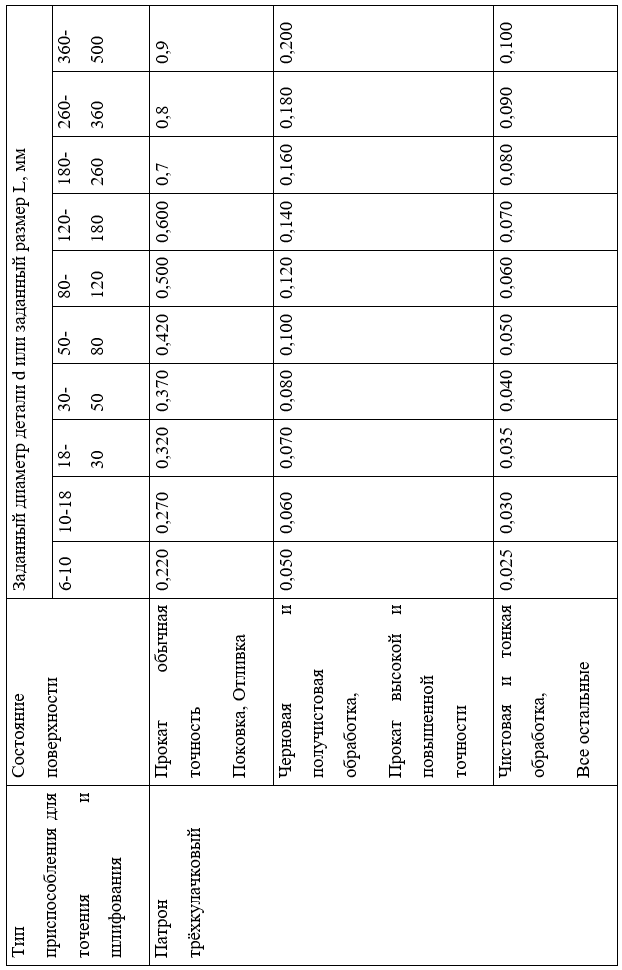 Тип
приспособления для
точения и
шлифования
Состояние
поверхности
Заданный диаметр детали d или заданный размер L, мм
6-10
10-18
18-
30
30-
50
50-
80
80-
120
120-
180
180-
260
260-
360
360-
500
Патрон
трёхкулачковый
Прокат обычная
точность
Поковка, Отливка
0,220
0,270
0,320
0,370
0,420
0,500
0,600
0,7
0,8
0,9
Черновая и
получистовая
обработка,
Прокат высокой и
повышенной
точности
0,050
0,060
0,070
0,080
0,100
0,120
0,140
0,160
0,180
0,200
Чистовая и тонкая
обработка,
Все остальные
0,025
0,030
0,035
0,040
0,050
0,060
0,070
0,080
0,090
0,100